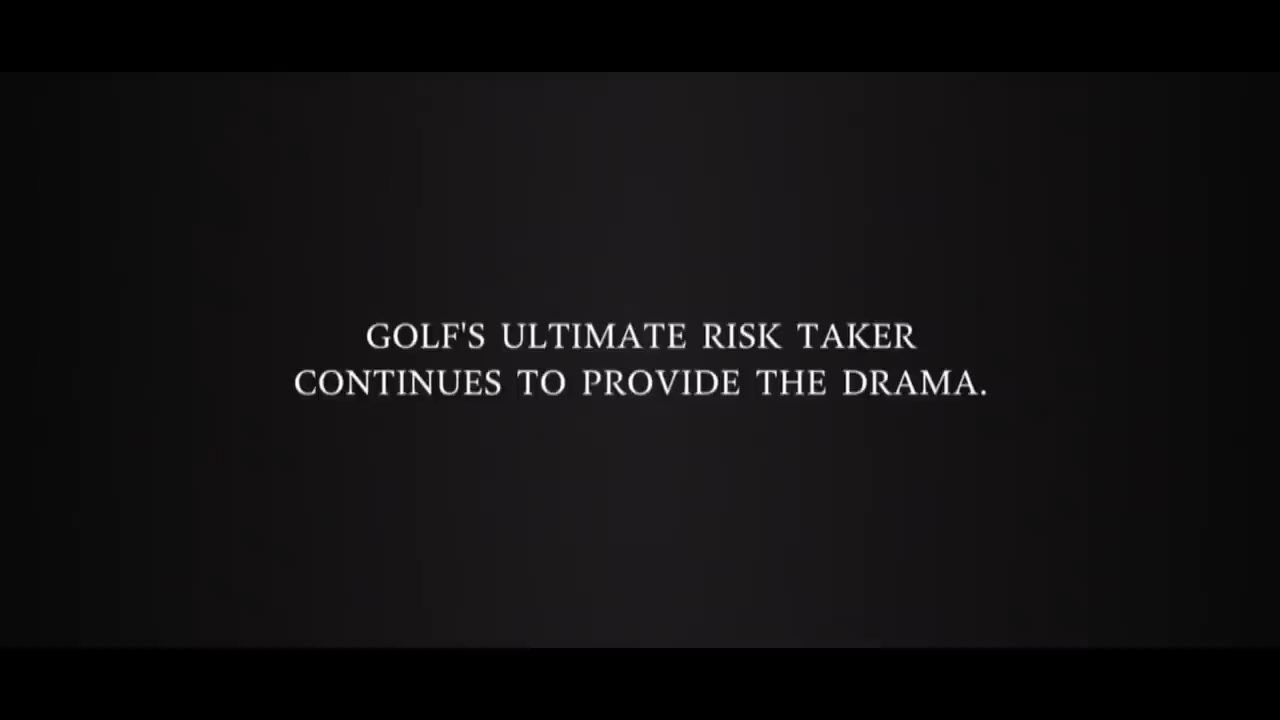 GOLF'S ULTIMATE RISK TAKER
CONTINUES TO PROVIDE THE DRAMA.